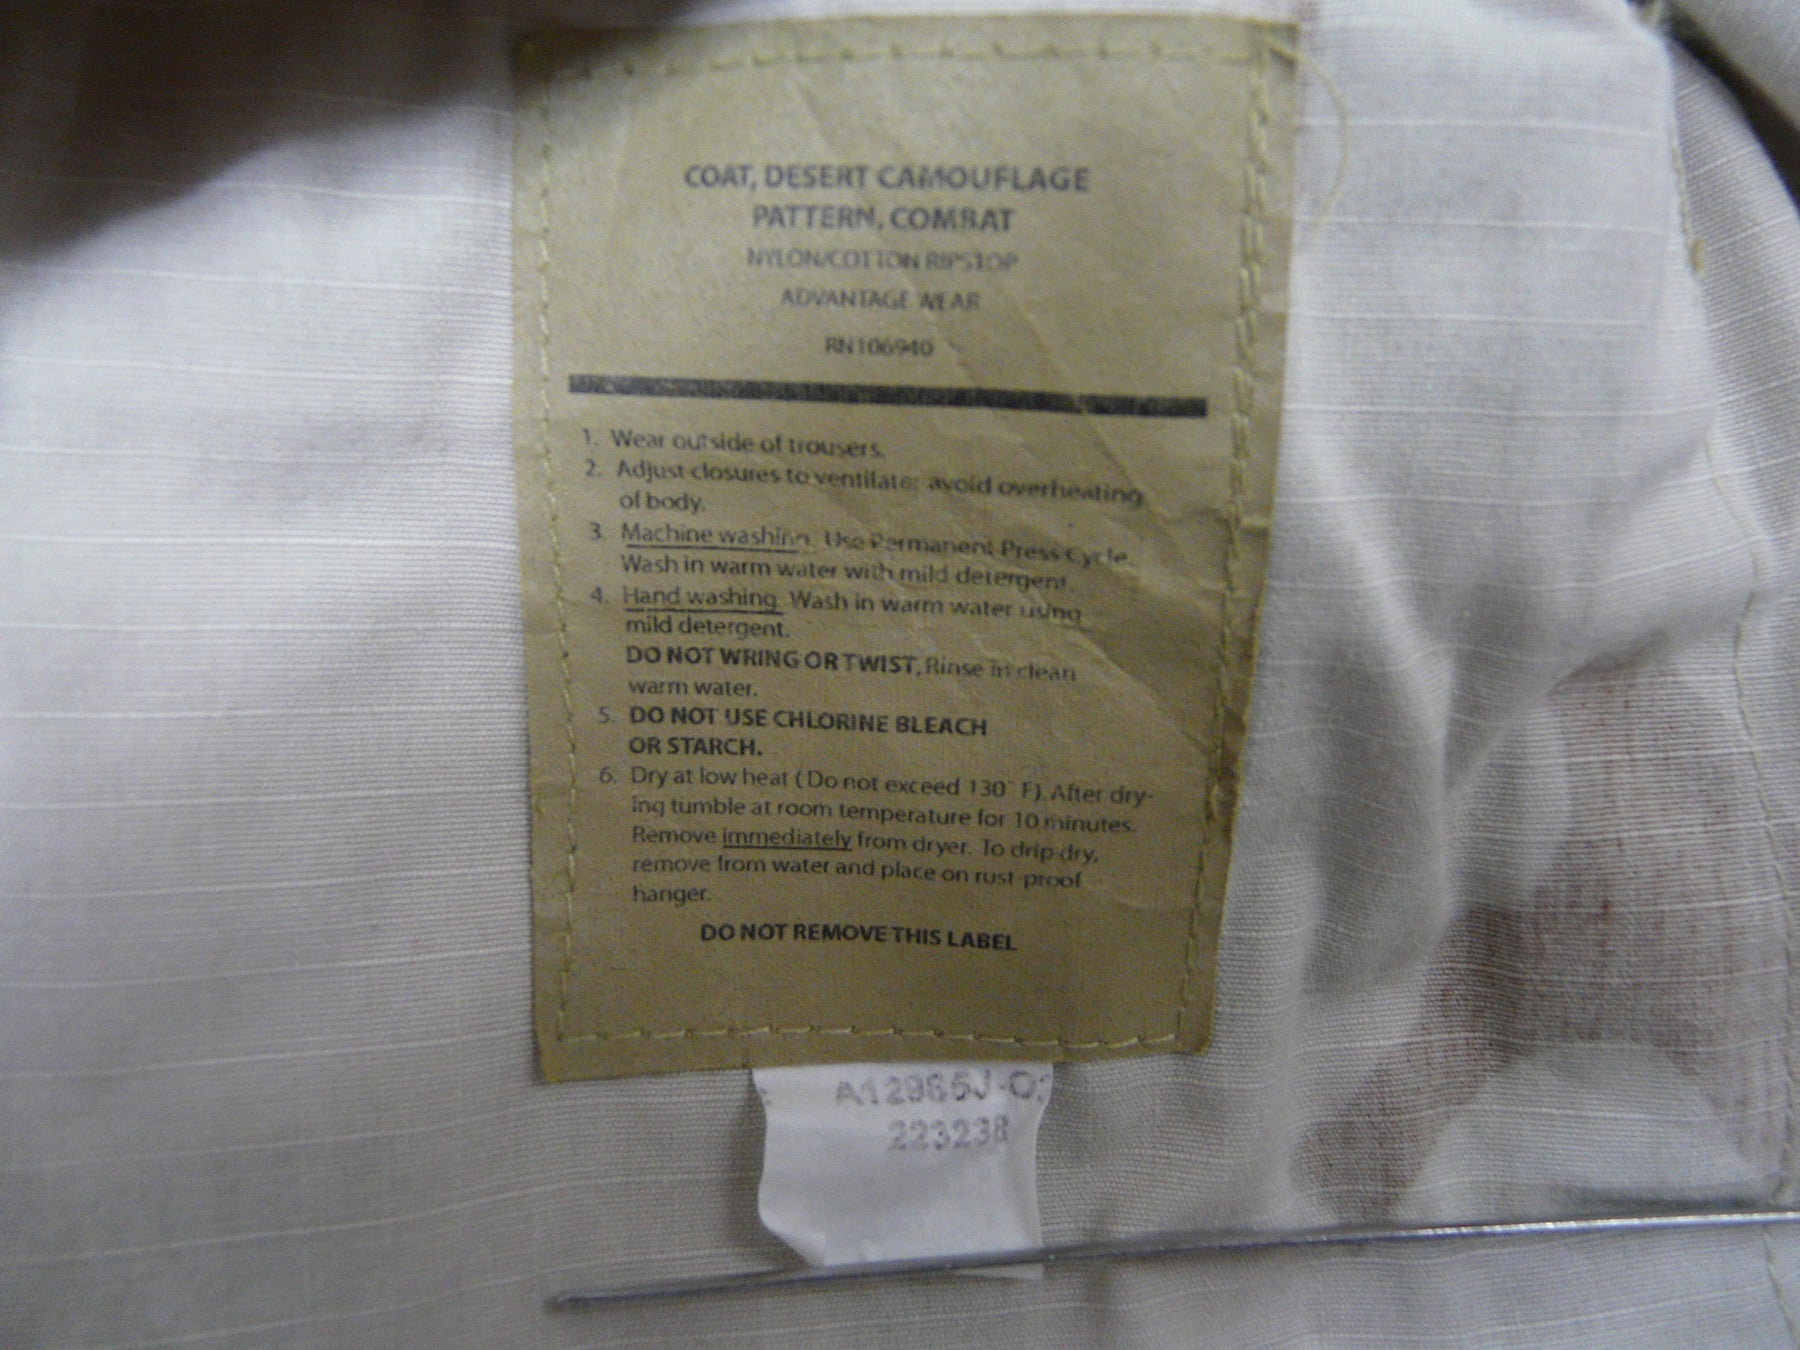 COAT, DESERT CAMOUFLAGE
PATTERN, COMBAT
NYLON/COTTON RIPSTOP
ADVANTAGE WEAR
RN106940
1. Wear outside of trousers.
2. Adjust closures to ventilate; avoid overheating
of body.
3. Machine washing. Use Permanent Press Cycle.
Wash in warm water with mild detergent.
4. Hand washing. Wash in warm water using
mild detergent.
DO NOT WRING OR TWIST, Rinse in clean
warm water.
5. DO NOT USE CHLORINE BLEACH
OR STARCH.
6. Dry at low heat (Do not exceed 130° F). After dry-
ing tumble at room temperature for 10 minutes.
Remove immediately from dryer. To drip dry,
remove from water and place on rust-proof
hanger.
DO NOT REMOVE THIS LABEL
223238